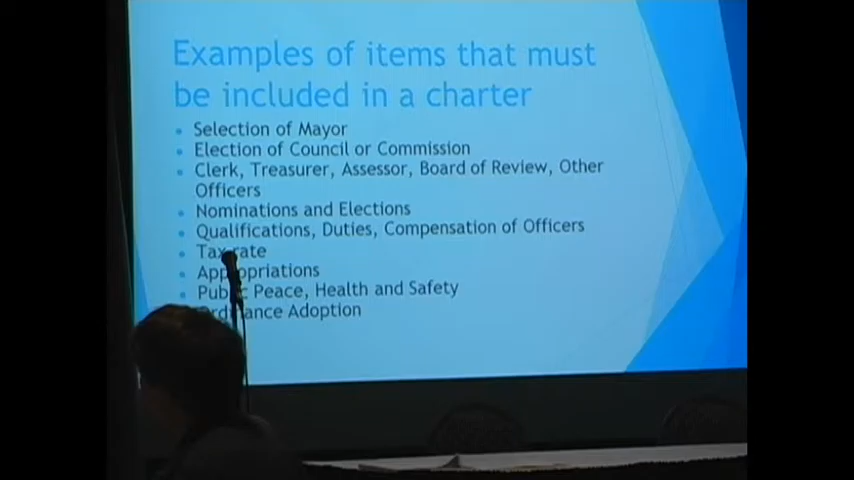 Examples of items that must
be included in a charter
Selection of Mayor
Election of Council or Commission
Clerk, Treasurer, Assessor, Board of Review, Other
Officers
Nominations and Elections
Qualifications, Duties, Compensation of Officers
Tax rate
Appropriations
Public Peace, Health and Safety
Ordinance Adoption